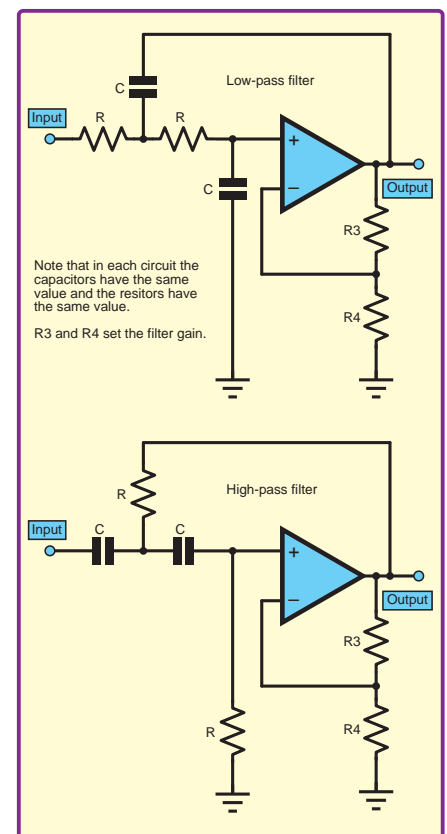 C
Low-pass filter
Input
R
R
+
C
−
Output
R3
Note that in each circuit the
capacitors have the same
value and the resitors have
the same value.
R4
R3 and R4 set the filter gain.
R
High-pass filter
Input
C
C
+
−
Output
R3
R
R4